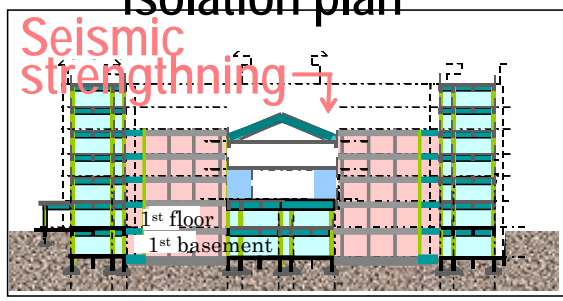 isolation plan
Seismic
strengthning
1st floor
1st basement